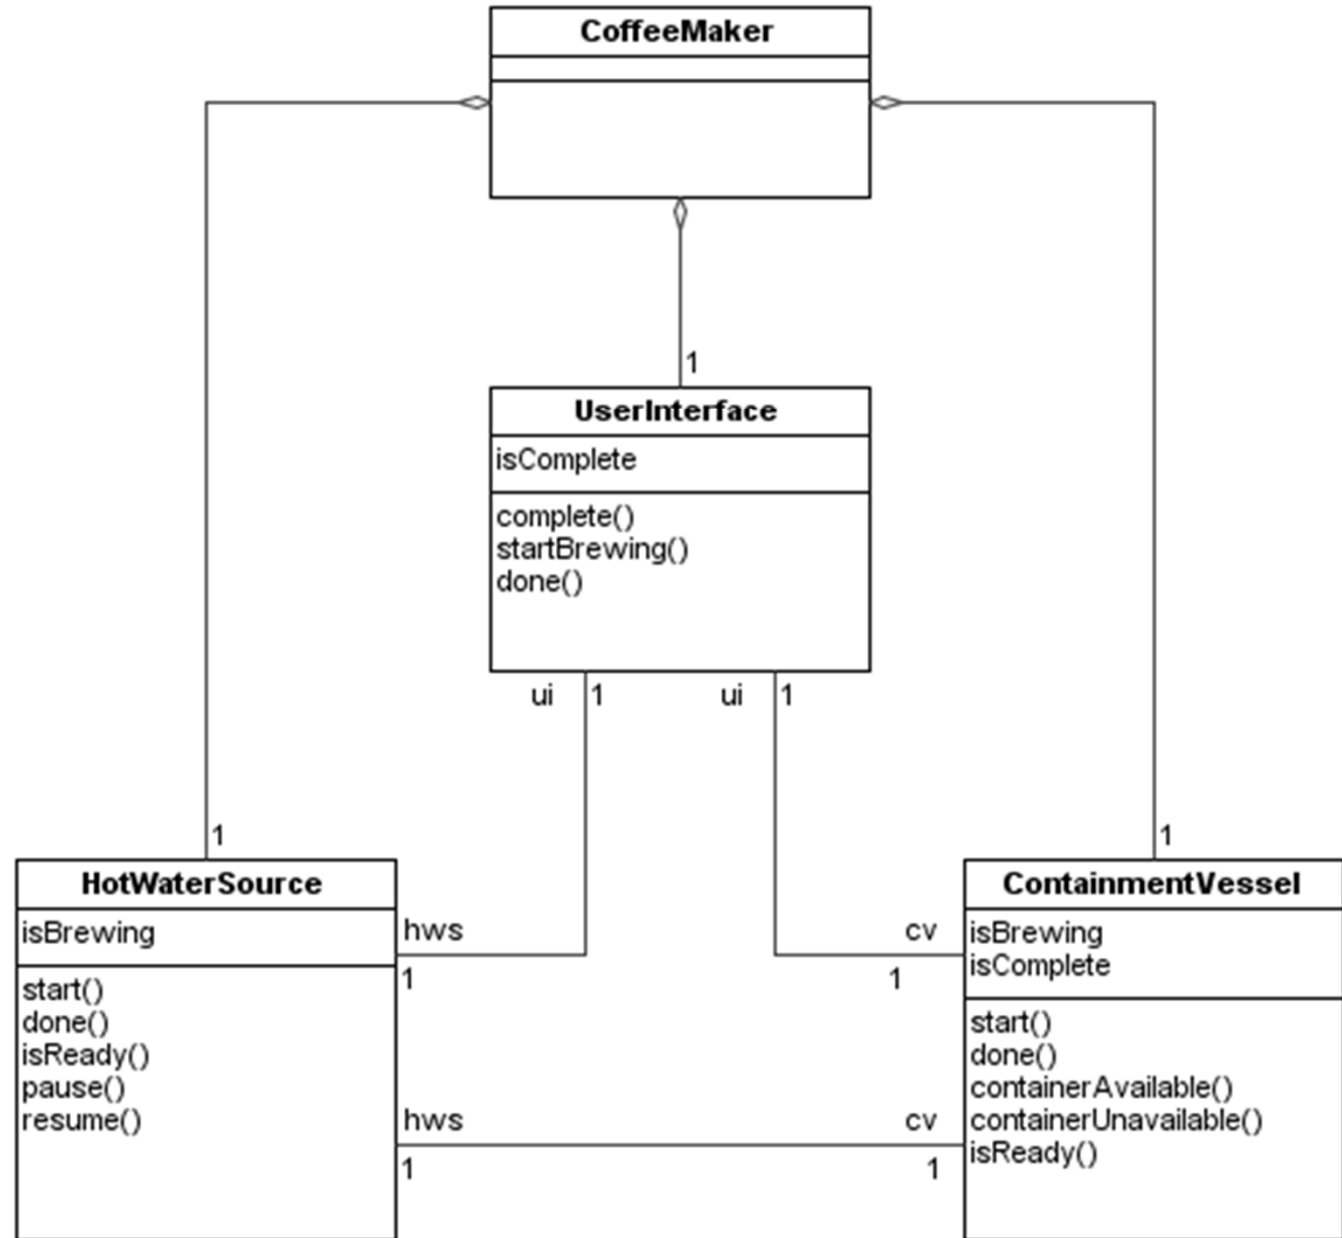 CoffeeMaker
1
UserInterface
isComplete
complete()
startBrewing()
done()
ui 1
ui 1
1
1
HotWaterSource
isBrewing
start()
done()
isReady()
pause()
resume()
hws
1
hws
1
cv
1
cv
1
ContainmentVessel
isBrewing
isComplete
start()
done()
containerAvailable()
containerUnavailable()
isReady()